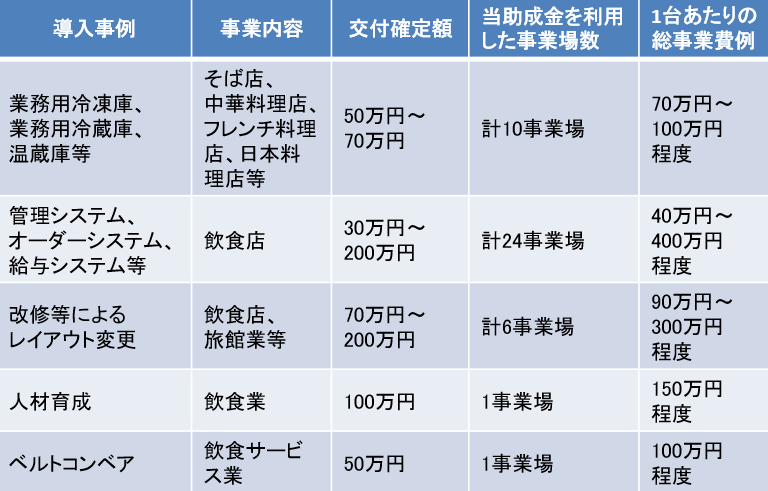 導入事例
事業内容
交付確定額
当助成金を利用
した事業場数
1台あたりの
総事業費例
業務用冷凍庫、
業務用冷蔵庫、
温蔵庫等
そば店、
中華料理店、
フレンチ料理
店、日本料
理店等
50万円～
70万円
計10事業場
70万円～
100万円
程度
管理システム、
オーダーシステム、
給与システム等
飲食店
30万円～
200万円
計24事業場
40万円～
400万円
程度
改修等による
レイアウト変更
飲食店、
旅館業等
70万円～
200万円
計6事業場
90万円～
300万円
程度
人材育成
飲食業
100万円
1事業場
150万円
程度
ベルトコンベア
飲食サービ
ス業
50万円
1事業場
100万円
程度